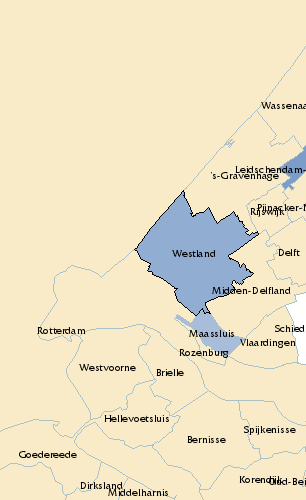 Wassenaa
Leidschendam-
's-Gravenhage
Pijnacker-N
Rijswijk
Westland
Delft
Midden-Delfland
Rotterdam
Maassluis
Schied
Vlaardingen
Rozenburg
Westvoorne
Brielle
Hellevoetsluis
Spijkenisse
Bernisse
Goedereede
Dirksland
Middelharnis
Korendijk
Oud-Bei